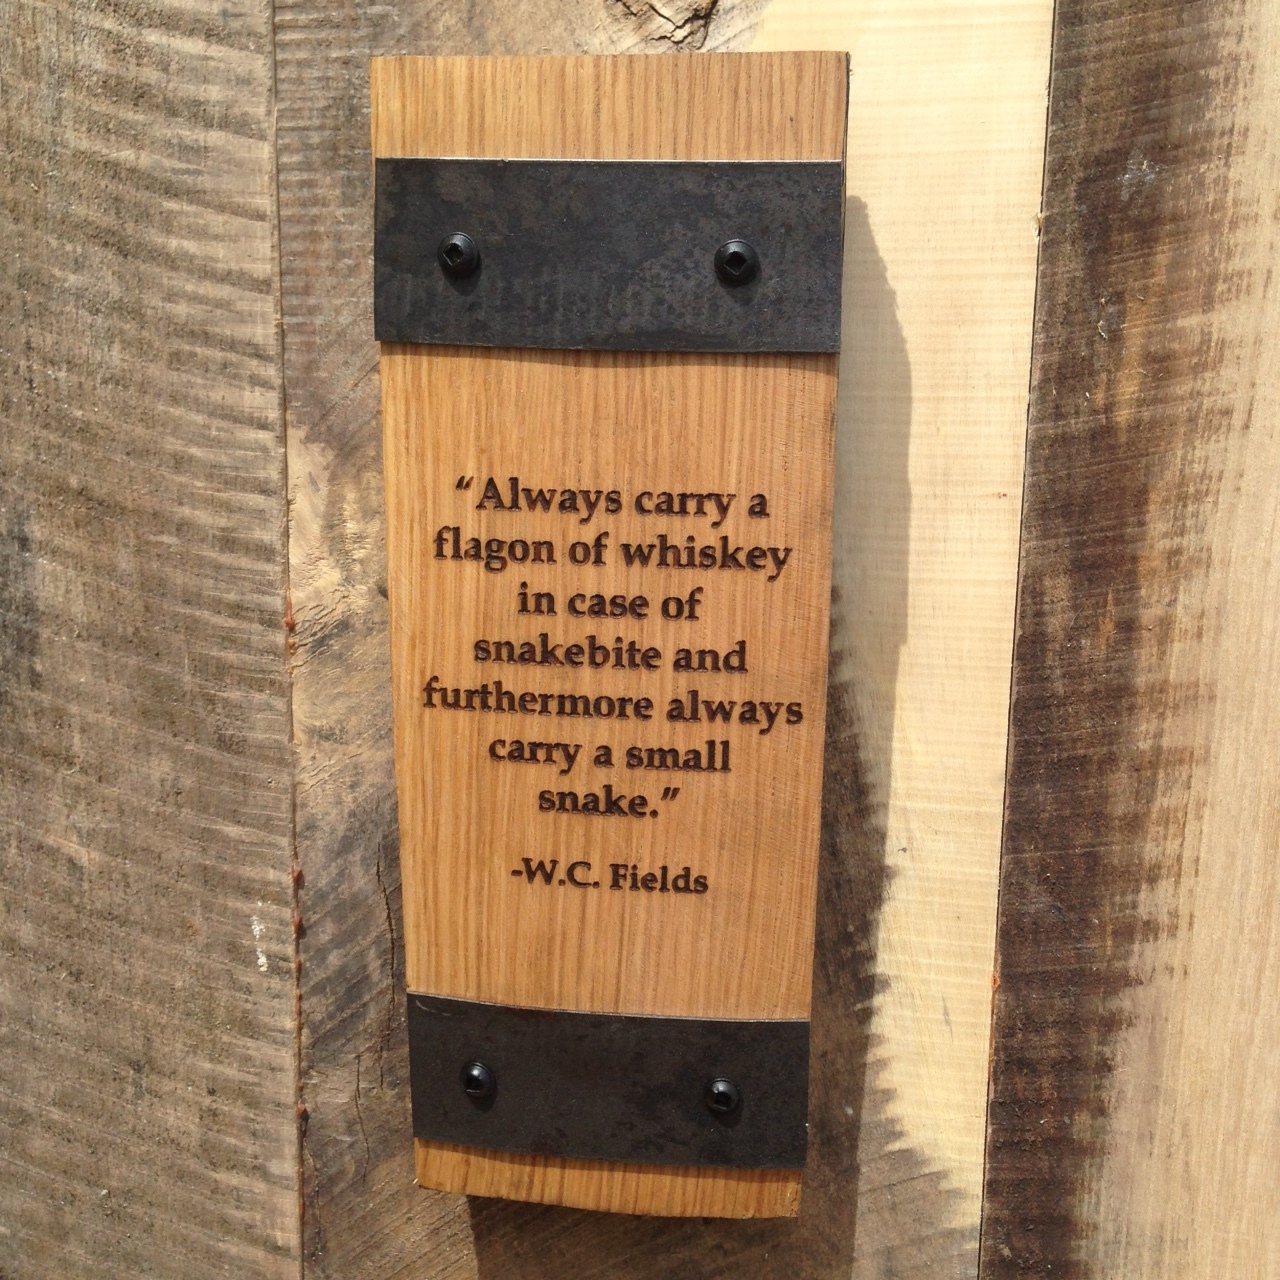 “Always carry a
flagon of whiskey
in case of
snakebite and
furthermore always
carry a small
snake.”
-W.C. Fields